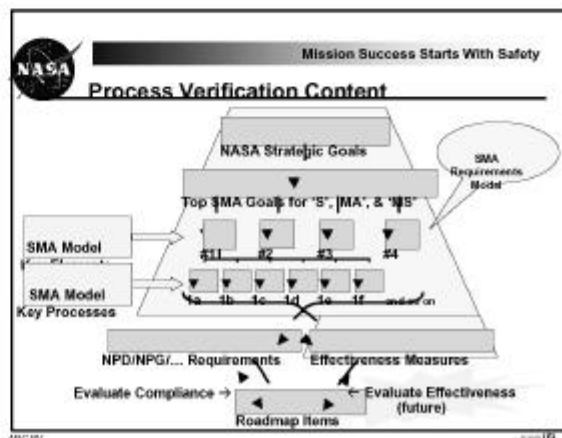 Mission Success Starts With Safety
NASA
Process Verification Content
NASA Strategic Goals
SMA
Requirements
Model
Top SMA Goals for 'S', 'MA', & 'MS'
SMA Model
#1 #2 #3 #4
SMA Model
Key Processes
1a 1b 1c 1d 1e 1f and so on
NPD/NPG/... Requirements
Effectiveness Measures
Evaluate Compliance →
← Evaluate Effectiveness
(future)
Roadmap Items